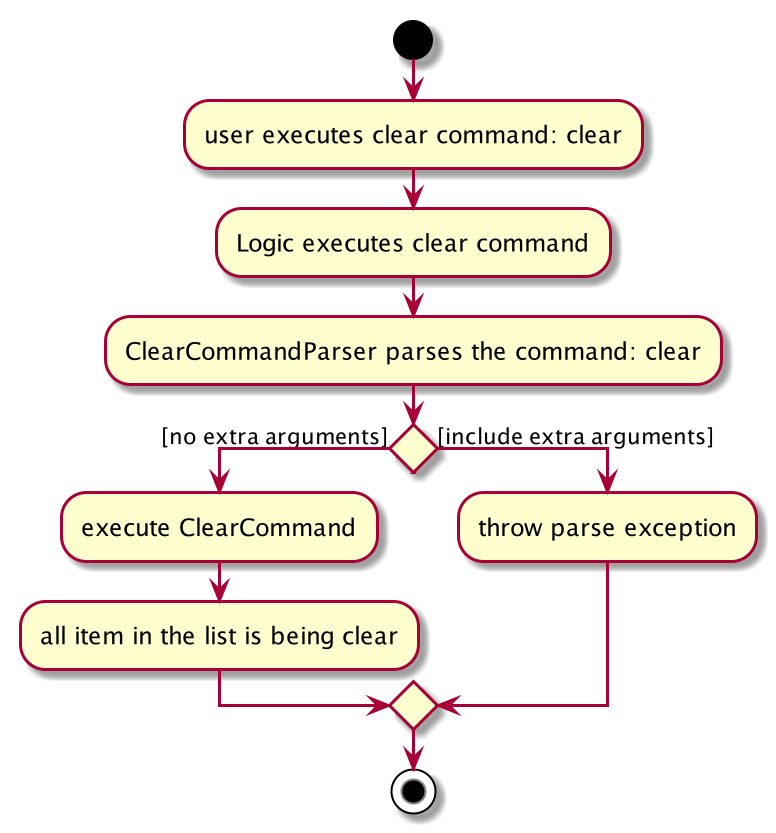 user executes clear command: clear
Logic executes clear command
ClearCommandParser parses the command: clear
[no extra arguments]
[include extra arguments]
execute ClearCommand
throw parse exception
all item in the list is being clear